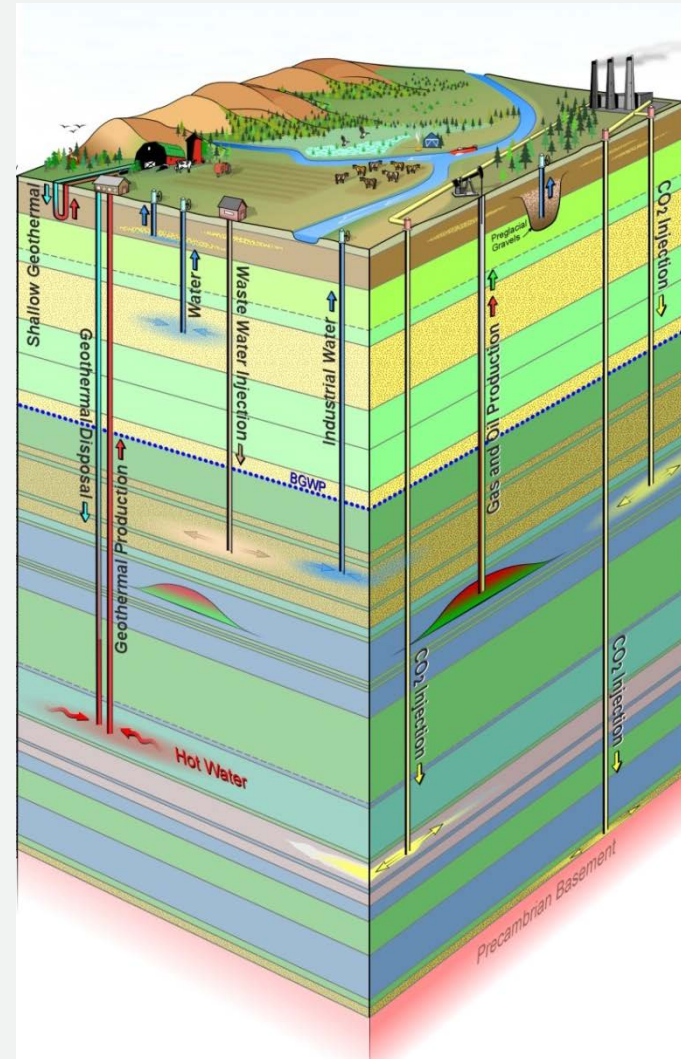 Shallow Geothermal
Geothermal Disposal
Geothermal Production
Water
Waste Water Injection
Industrial Water
BGWP
Hot Water
Gas and Oil Production
Preglacial
Gravels
CO₂ Injection
CO₂ Injection
CO₂ Injection
Precambrian Basement